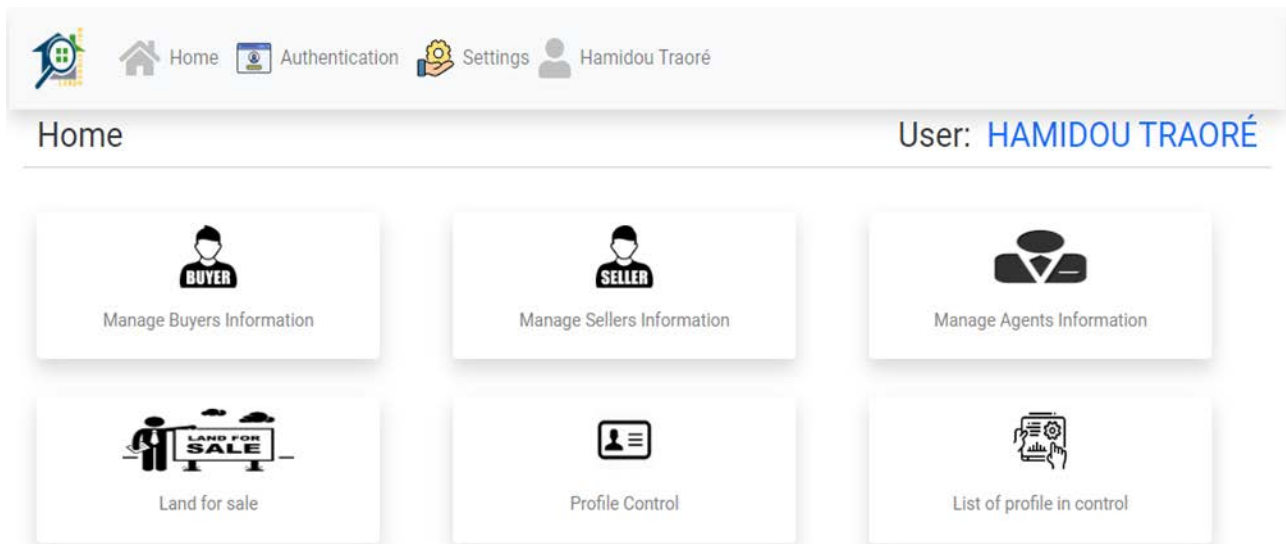 Home Authentication Settings Hamidou Traoré
Home User: HAMIDOU TRAORÉ
BUYER SELLER
Manage Buyers Information Manage Sellers Information Manage Agents Information
LAND FOR
SALE
Land for sale Profile Control List of profile in control